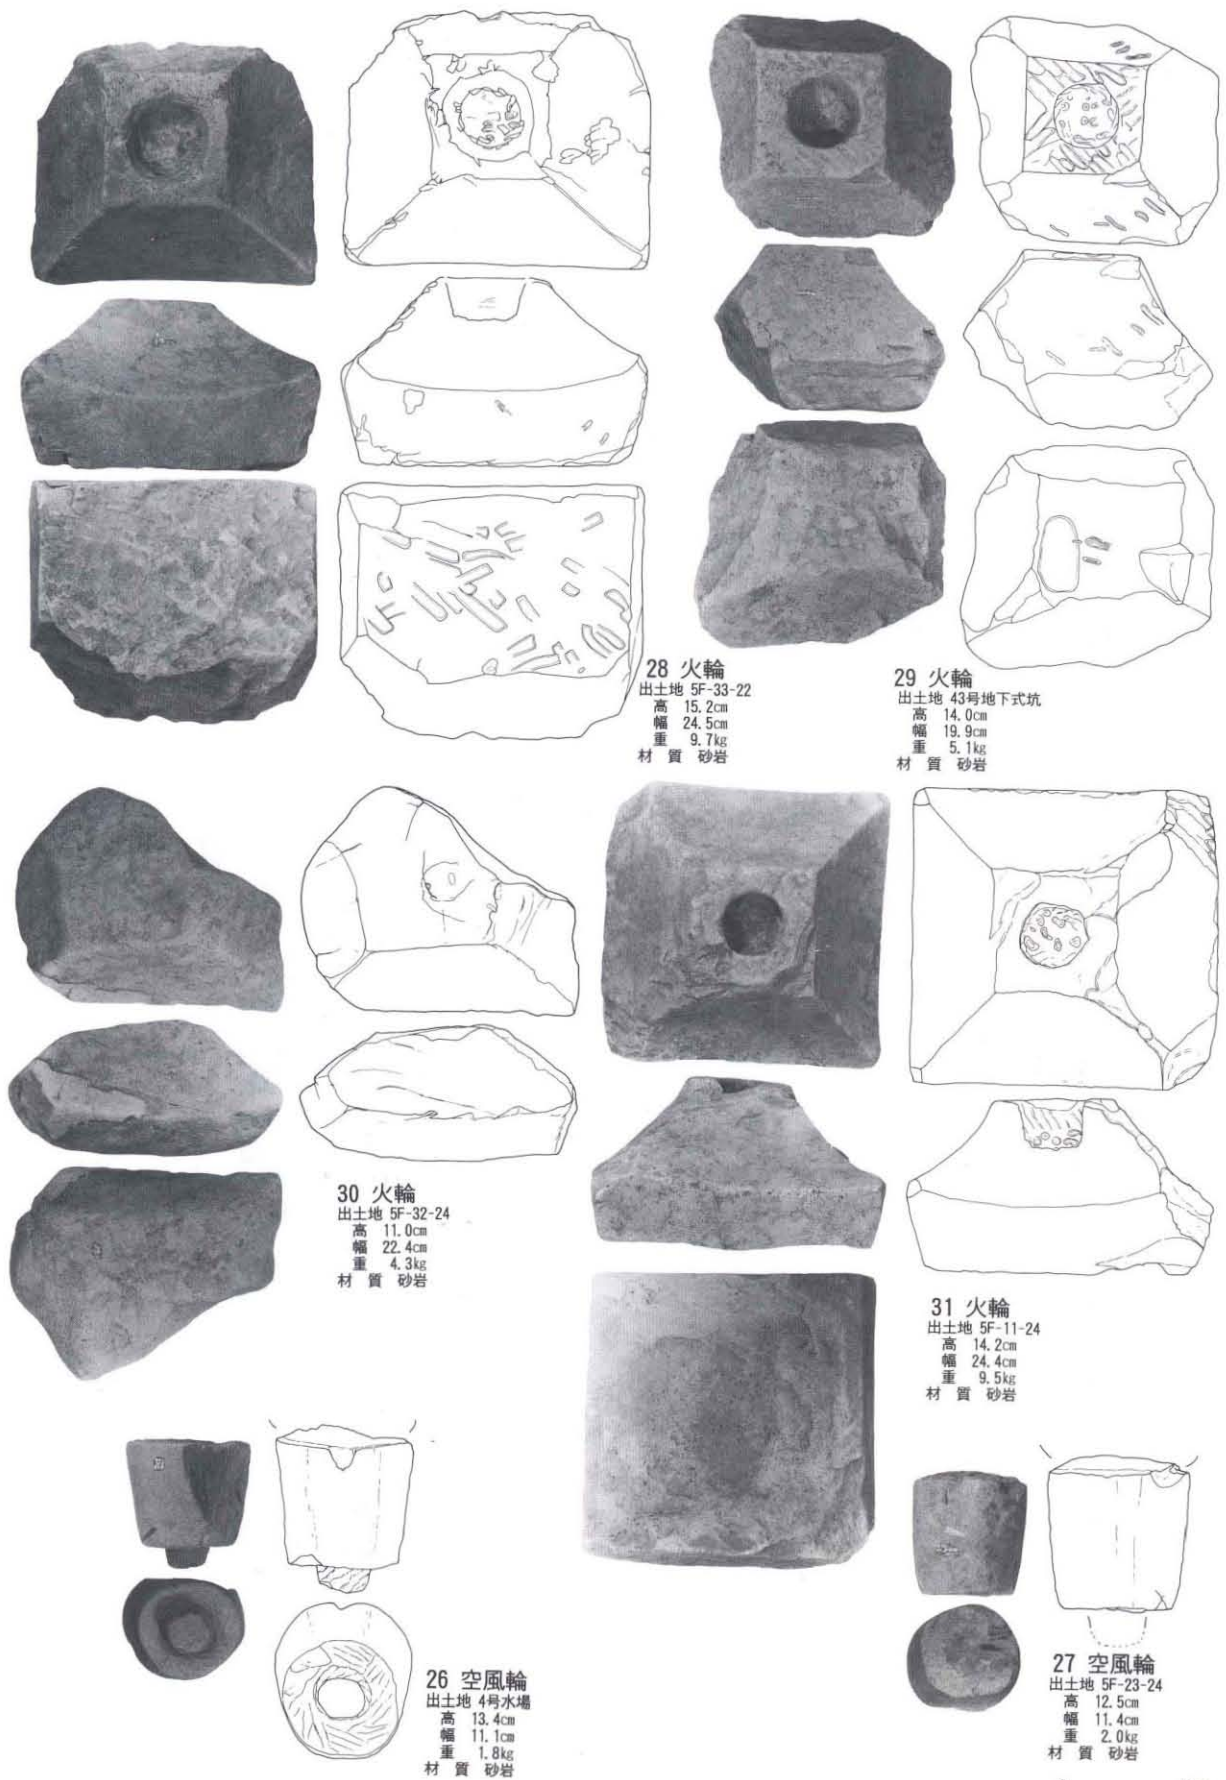 28 火輪
出土地 5F-33-22
高 15.2cm
幅 24.5cm
重 9.7kg
材質 砂岩
29 火輪
出土地 43号地下式坑
高 14.0cm
幅 19.9cm
重 5.1kg
材質 砂岩
30 火輪
出土地 5F-32-24
高 11.0cm
幅 22.4cm
重 4.3kg
材質 砂岩
31 火輪
出土地 5F-11-24
高 14.2cm
幅 24.4cm
重 9.5kg
材質 砂岩
26 空風輪
出土地 4号水場
高 13.4cm
幅 11.1cm
重 1.8kg
材質 砂岩
27 空風輪
出土地 5F-23-24
高 12.5cm
幅 11.4cm
重 2.0kg
材質 砂岩